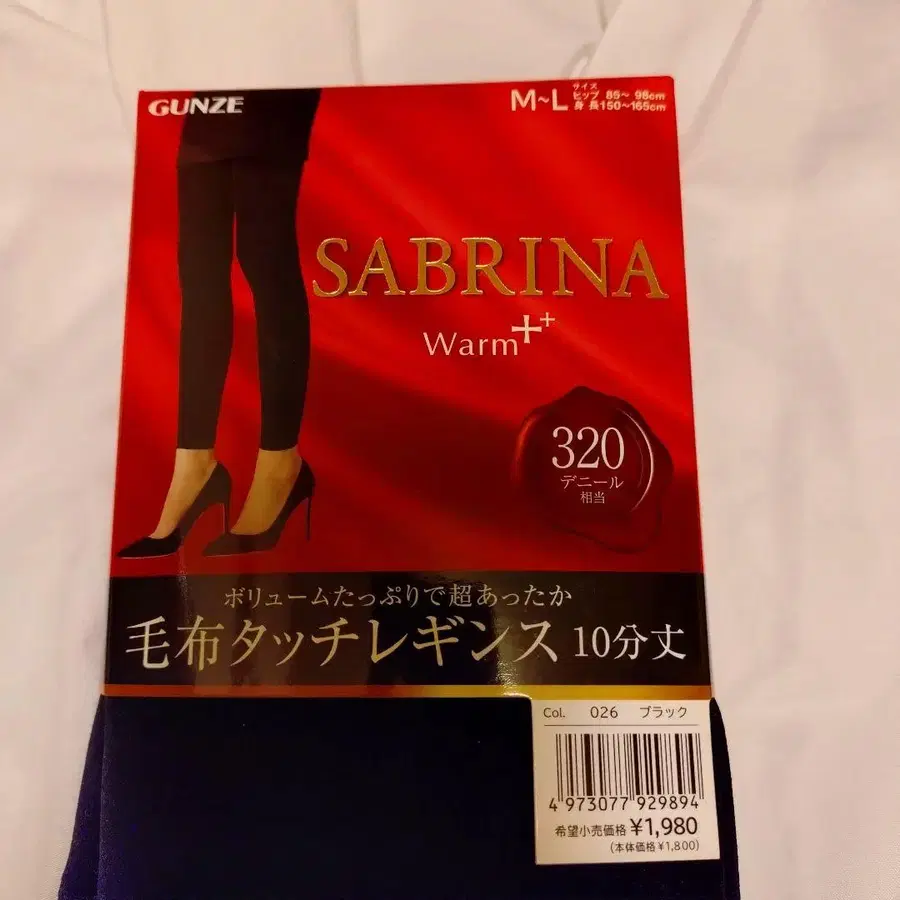 GUNZE
M~L
サイズ
ヒップ 85~98cm
身長150~165cm
SABRINA
Warm++
320
デニール
相当
ボリュームたっぷりで超あったか
毛布タッチレギンス 10分丈
Col. 026 ブラック
4 973077 929894
希望小売価格 ¥1,980
(本体価格¥1,800)